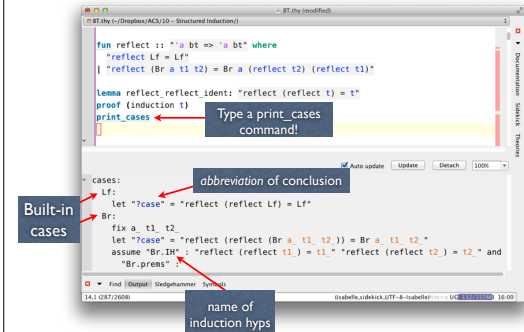 BT.thy (modified)
BT.thy (~/Dropbox/ACS/10 – Structured Induction/)
fun reflect :: "'a bt => 'a bt" where
"reflect Lf = Lf"
| "reflect (Br a t1 t2) = Br a (reflect t2) (reflect t1)"
lemma reflect_reflect_ident: "reflect (reflect t) = t"
proof (induction t)
print_cases
Type a print_cases
command!
Documentation
Sidekick
Theories
Auto update
Update
Detach
100%
abbreviation of conclusion
Built-in
cases
cases:
Lf:
let "?case" = "reflect (reflect Lf) = Lf"
Br:
fix a_ t1_ t2_
let "?case" = "reflect (reflect (Br a_ t1_ t2_)) = Br a_ t1_ t2_"
assume "Br.IH" : "reflect (reflect t1_) = t1_" "reflect (reflect t2_) = t2_" and
"Br.prems" :
name of
induction hyps
Find
Output
Sledgehammer
Symbols
14,1 (287/2608)
(isabelle,sidekick,UTF-8-Isabelle)
16:00